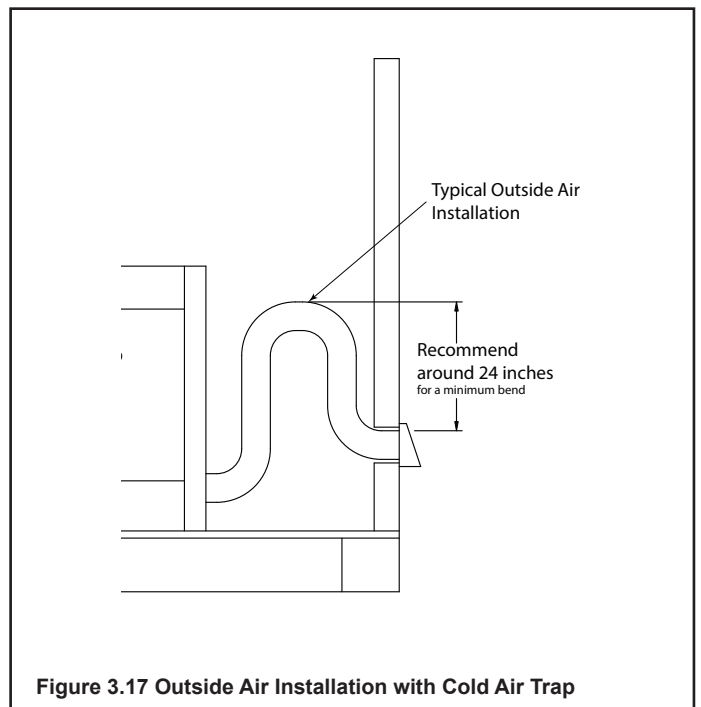 Typical Outside Air
Installation
Recommend
around 24 inches
for a minimum bend
Figure 3.17 Outside Air Installation with Cold Air Trap